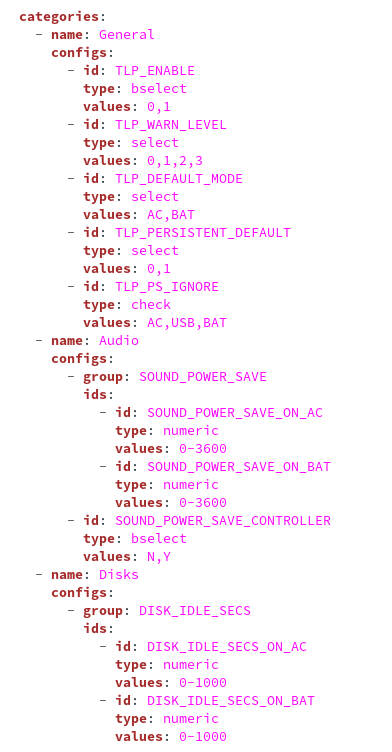 categories:
  - name: General
    configs:
      - id: TLP_ENABLE
        type: bselect
        values: 0,1
      - id: TLP_WARN_LEVEL
        type: select
        values: 0,1,2,3
      - id: TLP_DEFAULT_MODE
        type: select
        values: AC,BAT
      - id: TLP_PERSISTENT_DEFAULT
        type: select
        values: 0,1
      - id: TLP_PS_IGNORE
        type: check
        values: AC,USB,BAT
  - name: Audio
    configs:
      - group: SOUND_POWER_SAVE
        ids:
          - id: SOUND_POWER_SAVE_ON_AC
            type: numeric
            values: 0-3600
          - id: SOUND_POWER_SAVE_ON_BAT
            type: numeric
            values: 0-3600
      - id: SOUND_POWER_SAVE_CONTROLLER
        type: bselect
        values: N,Y
  - name: Disks
    configs:
      - group: DISK_IDLE_SECS
        ids:
          - id: DISK_IDLE_SECS_ON_AC
            type: numeric
            values: 0-1000
          - id: DISK_IDLE_SECS_ON_BAT
            type: numeric
            values: 0-1000